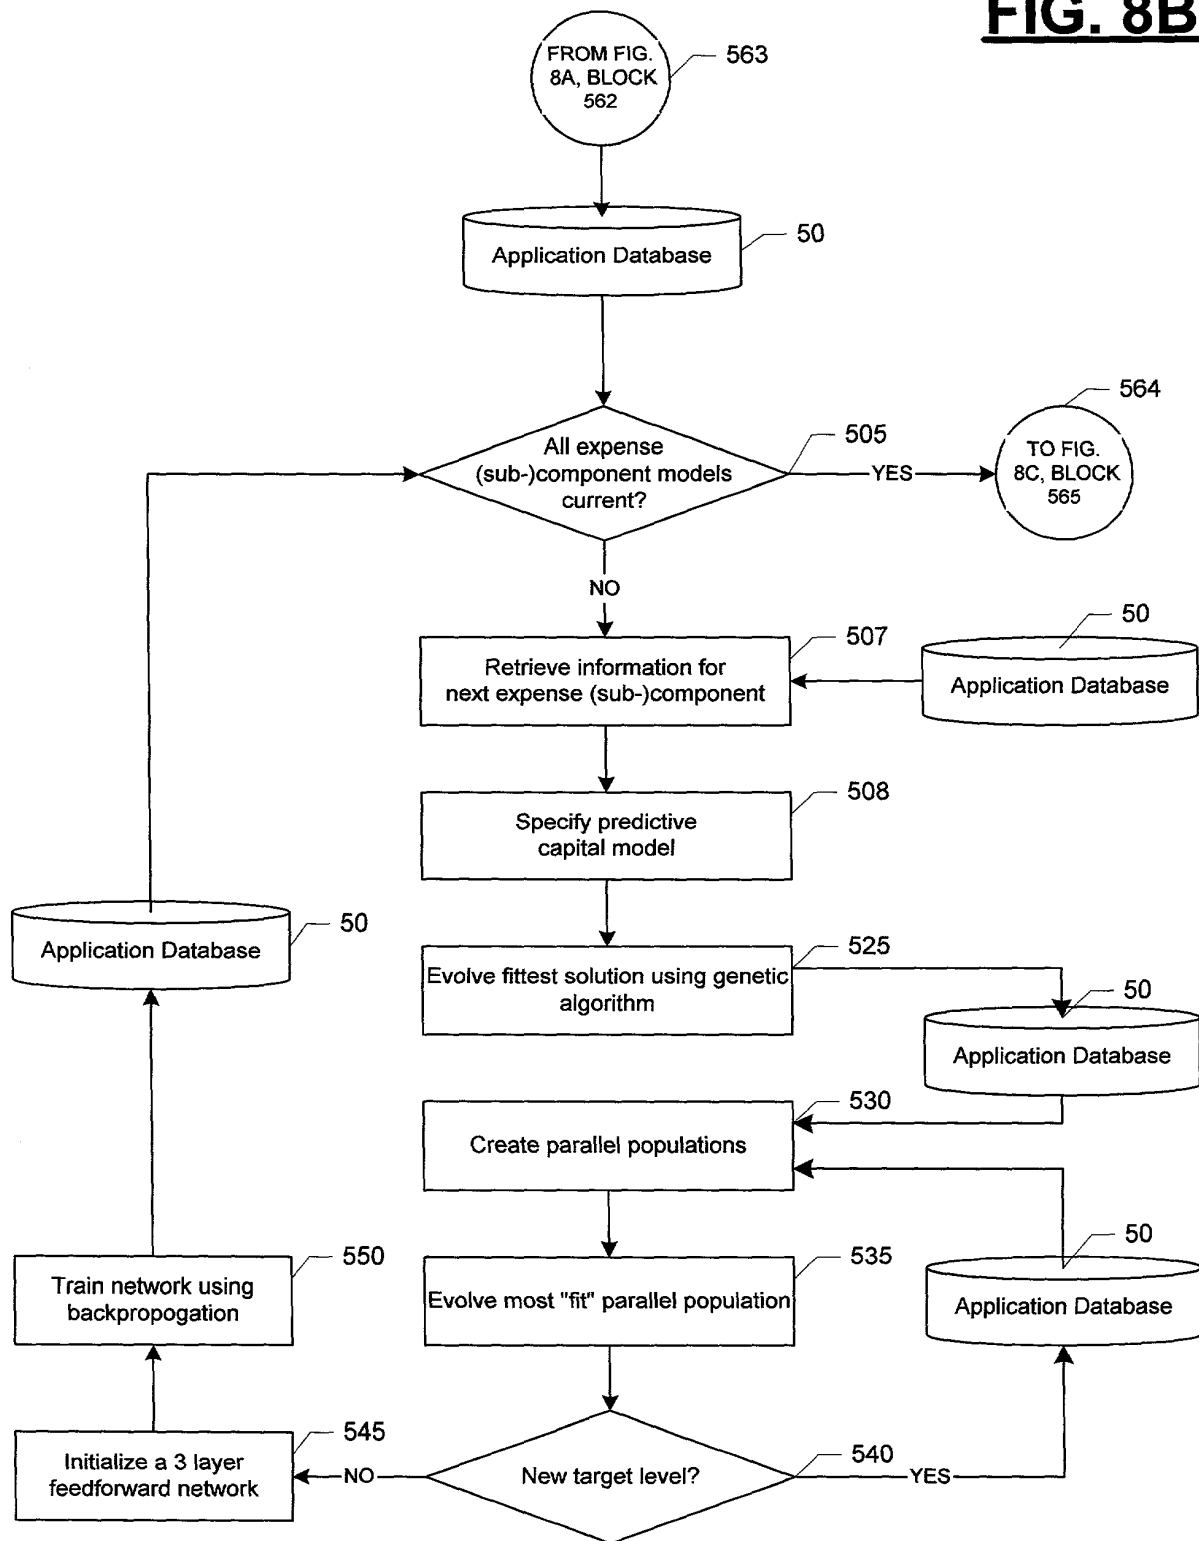 FIG. 8B
FROM FIG.
8A, BLOCK
562
563
Application Database
50
All expense
(sub-)component models
current?
505
YES
TO FIG.
8C, BLOCK
565
564
NO
Retrieve information for
next expense (sub-)component
507
50
Application Database
Specify predictive
capital model
508
Application Database
50
Evolve fittest solution using genetic
algorithm
525
50
Application Database
Create parallel populations
530
Evolve most "fit" parallel population
535
50
Application Database
Train network using
backpropogation
550
Initialize a 3 layer
feedforward network
545
NO
New target level?
540
YES